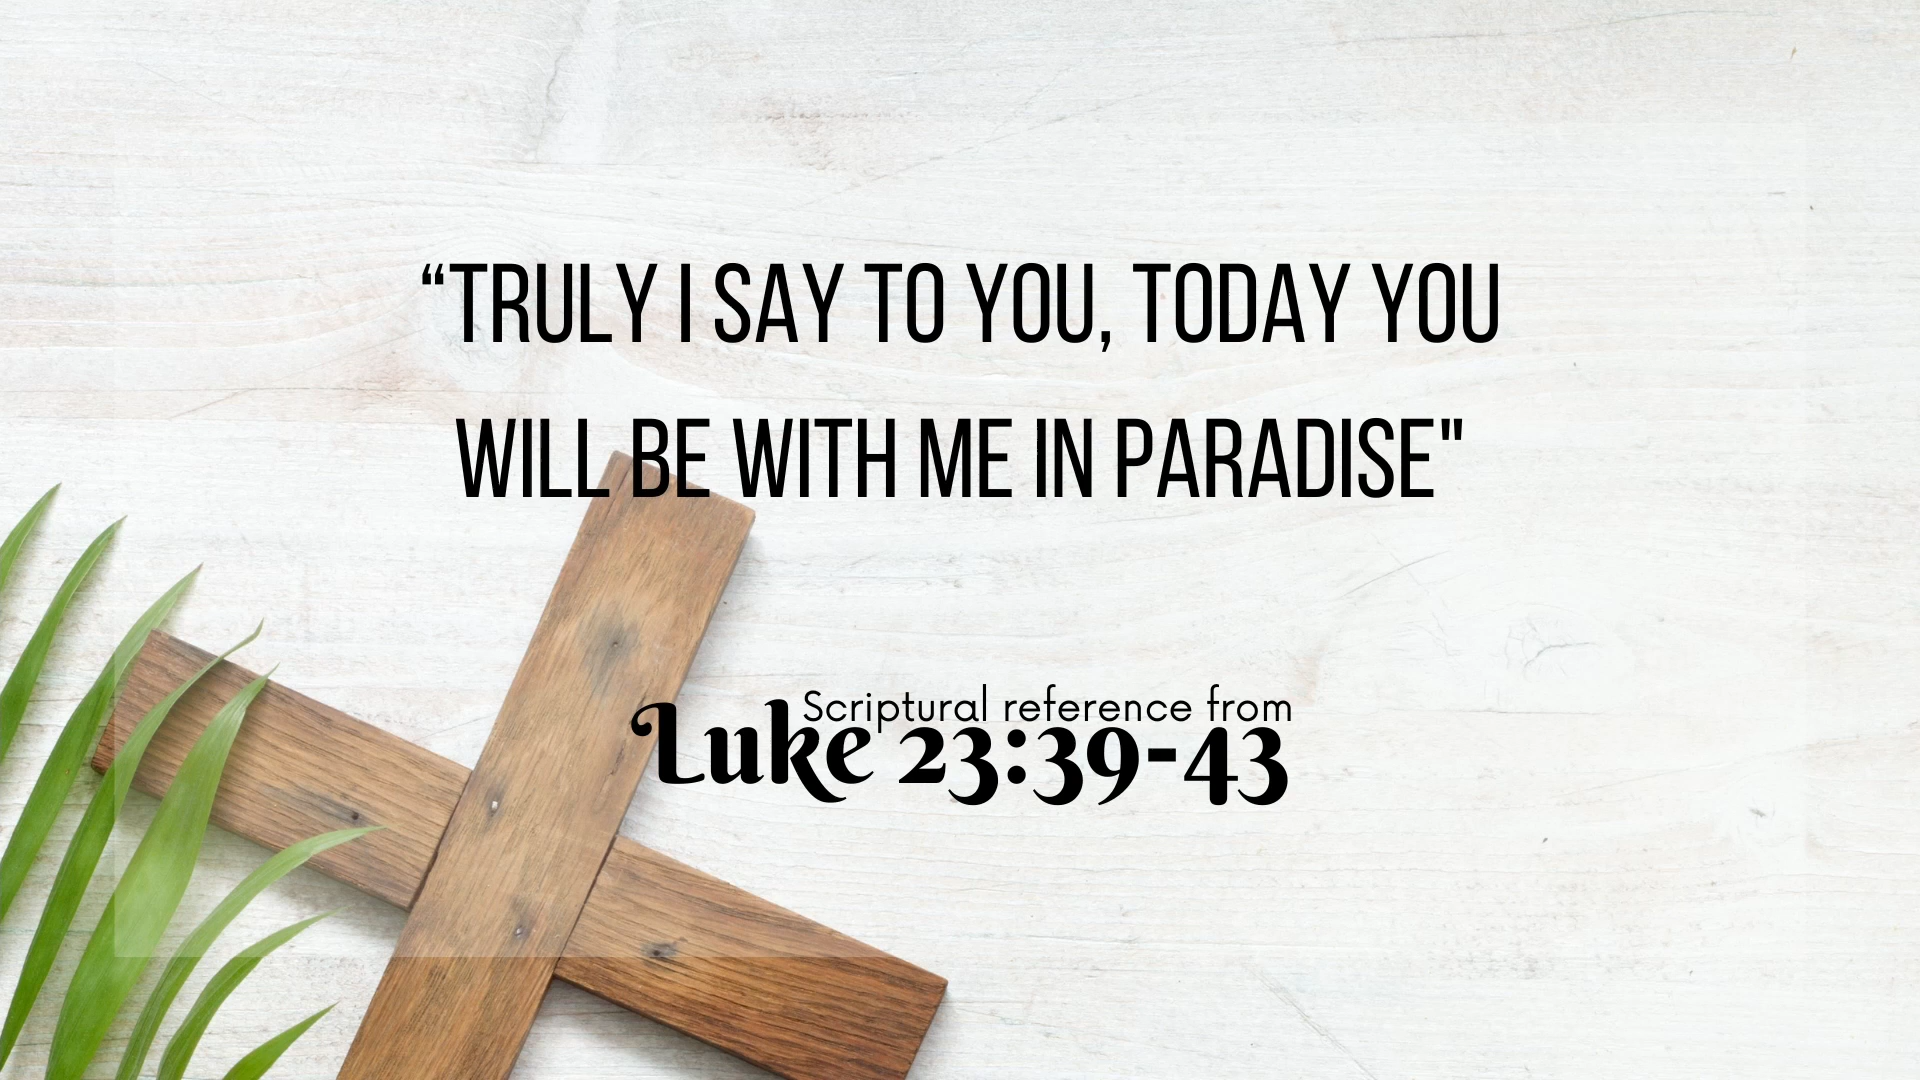 “TRULY I SAY TO YOU, TODAY YOU
WILL BE WITH ME IN PARADISE"
Scriptural reference from
Luke 23:39-43